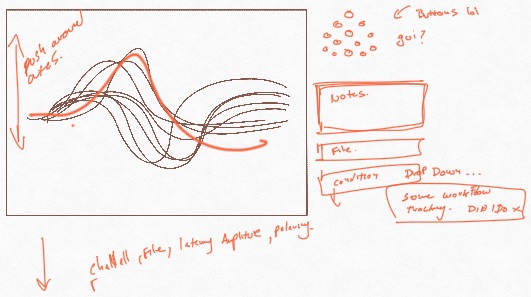 push around
axes.
Buttons lol
gui?
Notes.
File.
Condition Drop Down ...
Some workflow
tracking. Did I Do x
channel, File, latency Amplitude, polarity.